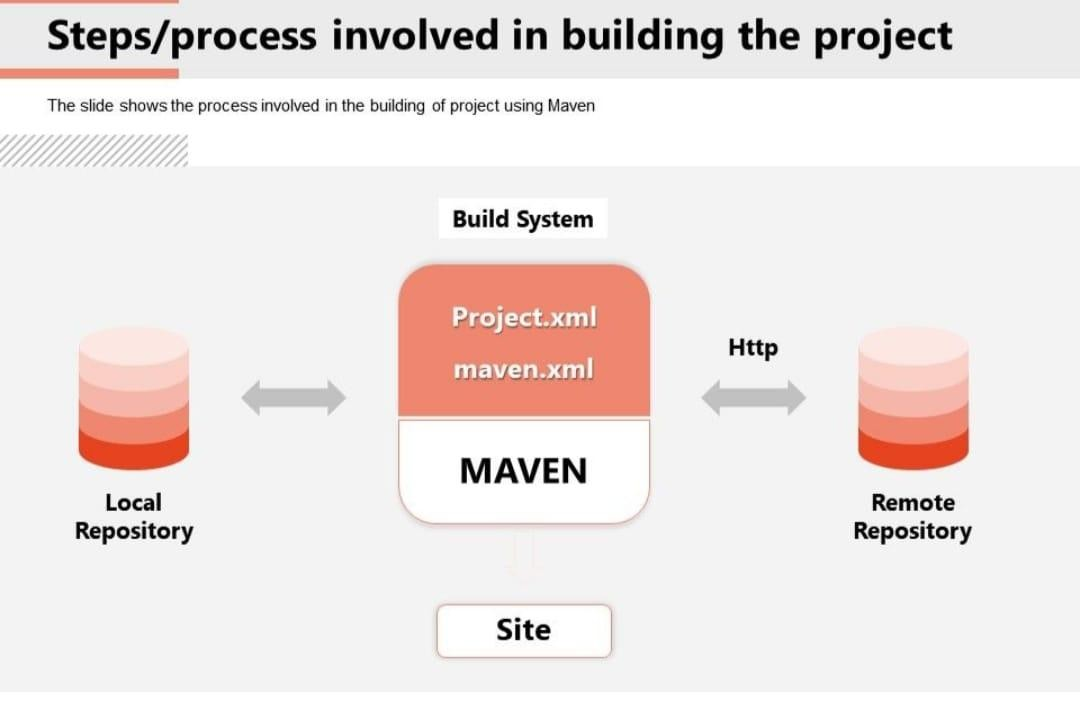 Steps/process involved in building the project
The slide shows the process involved in the building of project using Maven
Build System
Project.xml
maven.xml
MAVEN
Local
Repository
Http
Remote
Repository
Site